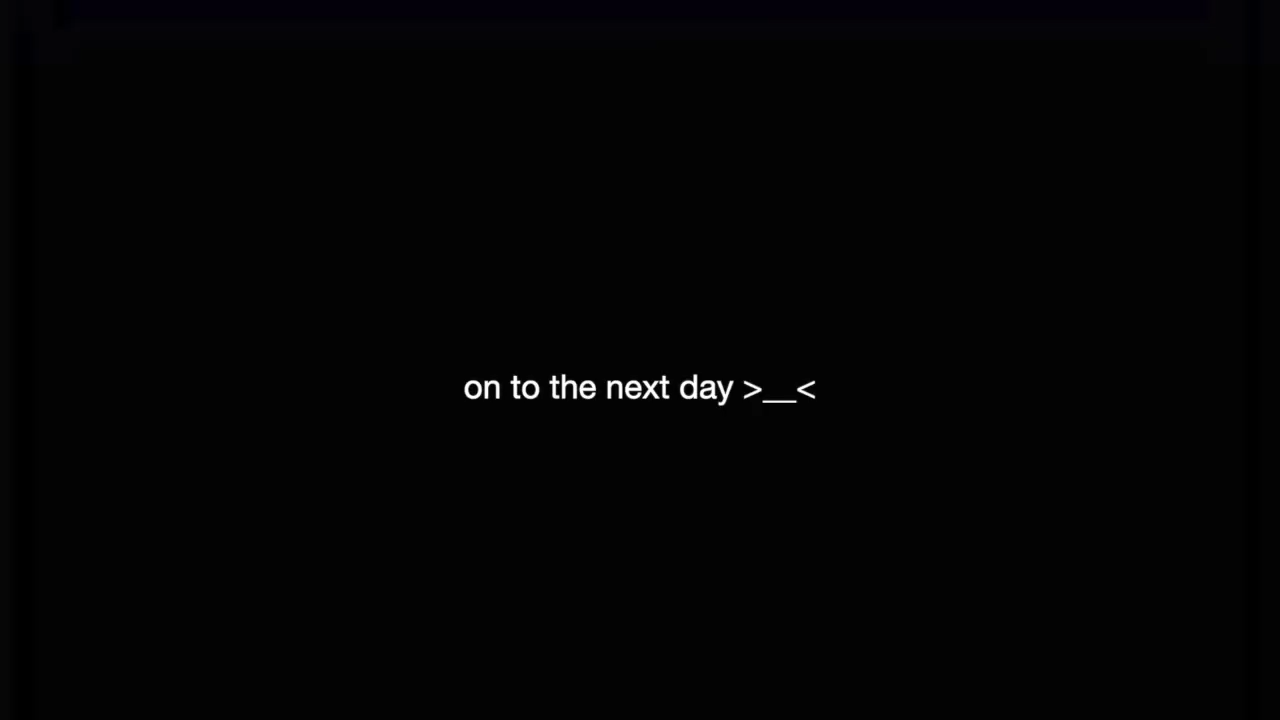 on to the next day >__<